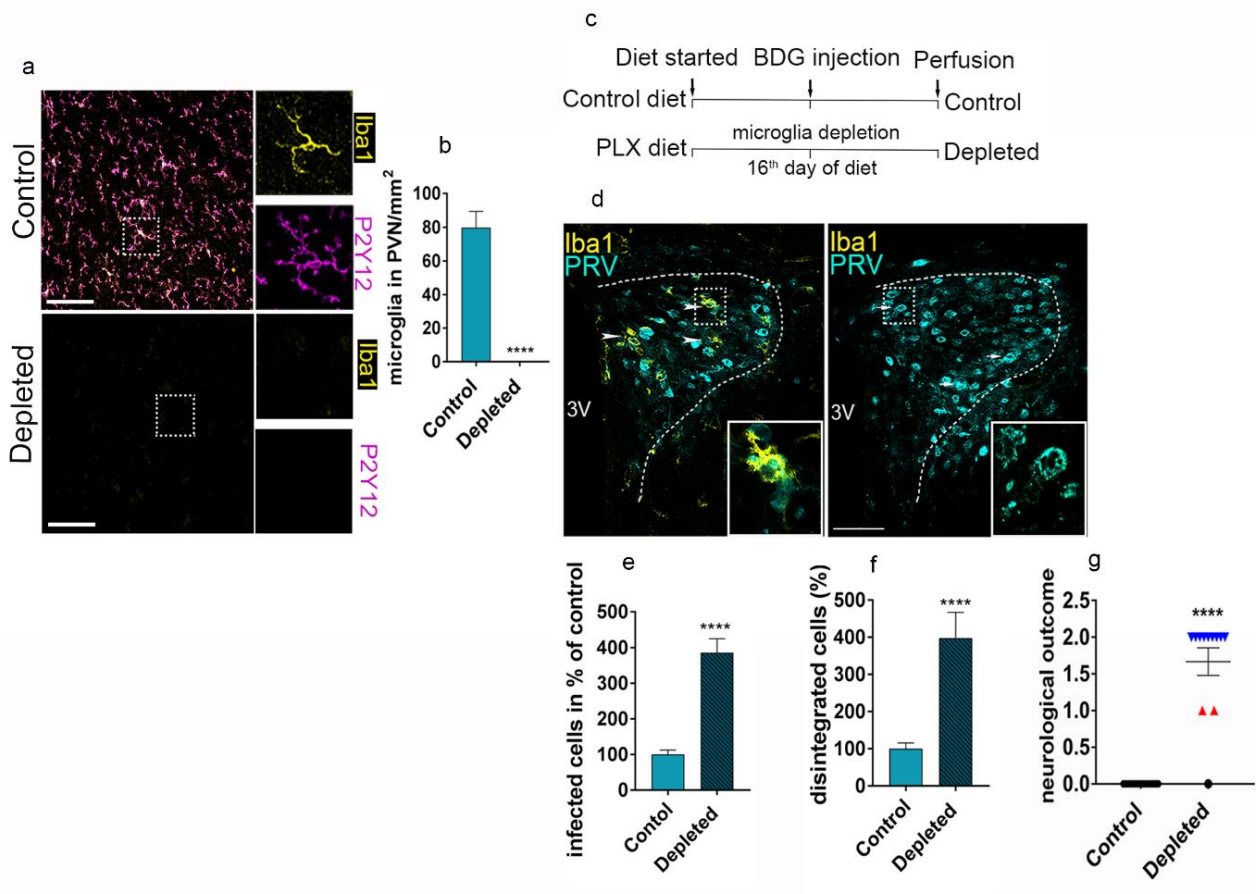 a
Control
Iba1
P2Y12
Depleted
Iba1
P2Y12
b
microglia in PVN/mm²
100
80
60
40
20
0
****
Control
Depleted
c
Diet started BDG injection Perfusion
Control diet Control
microglia depletion
PLX diet Depleted
16th day of diet
d
Iba1
PRV
3V
Iba1
PRV
3V
e
infected cells in % of control
500
400
300
200
100
0
****
Contol
Depleted
f
disintegrated cells (%)
500
400
300
200
100
0
****
Control
Depleted
g
neurological outcome
2.5
2.0
1.5
1.0
0.5
0.0
****
Control
Depleted